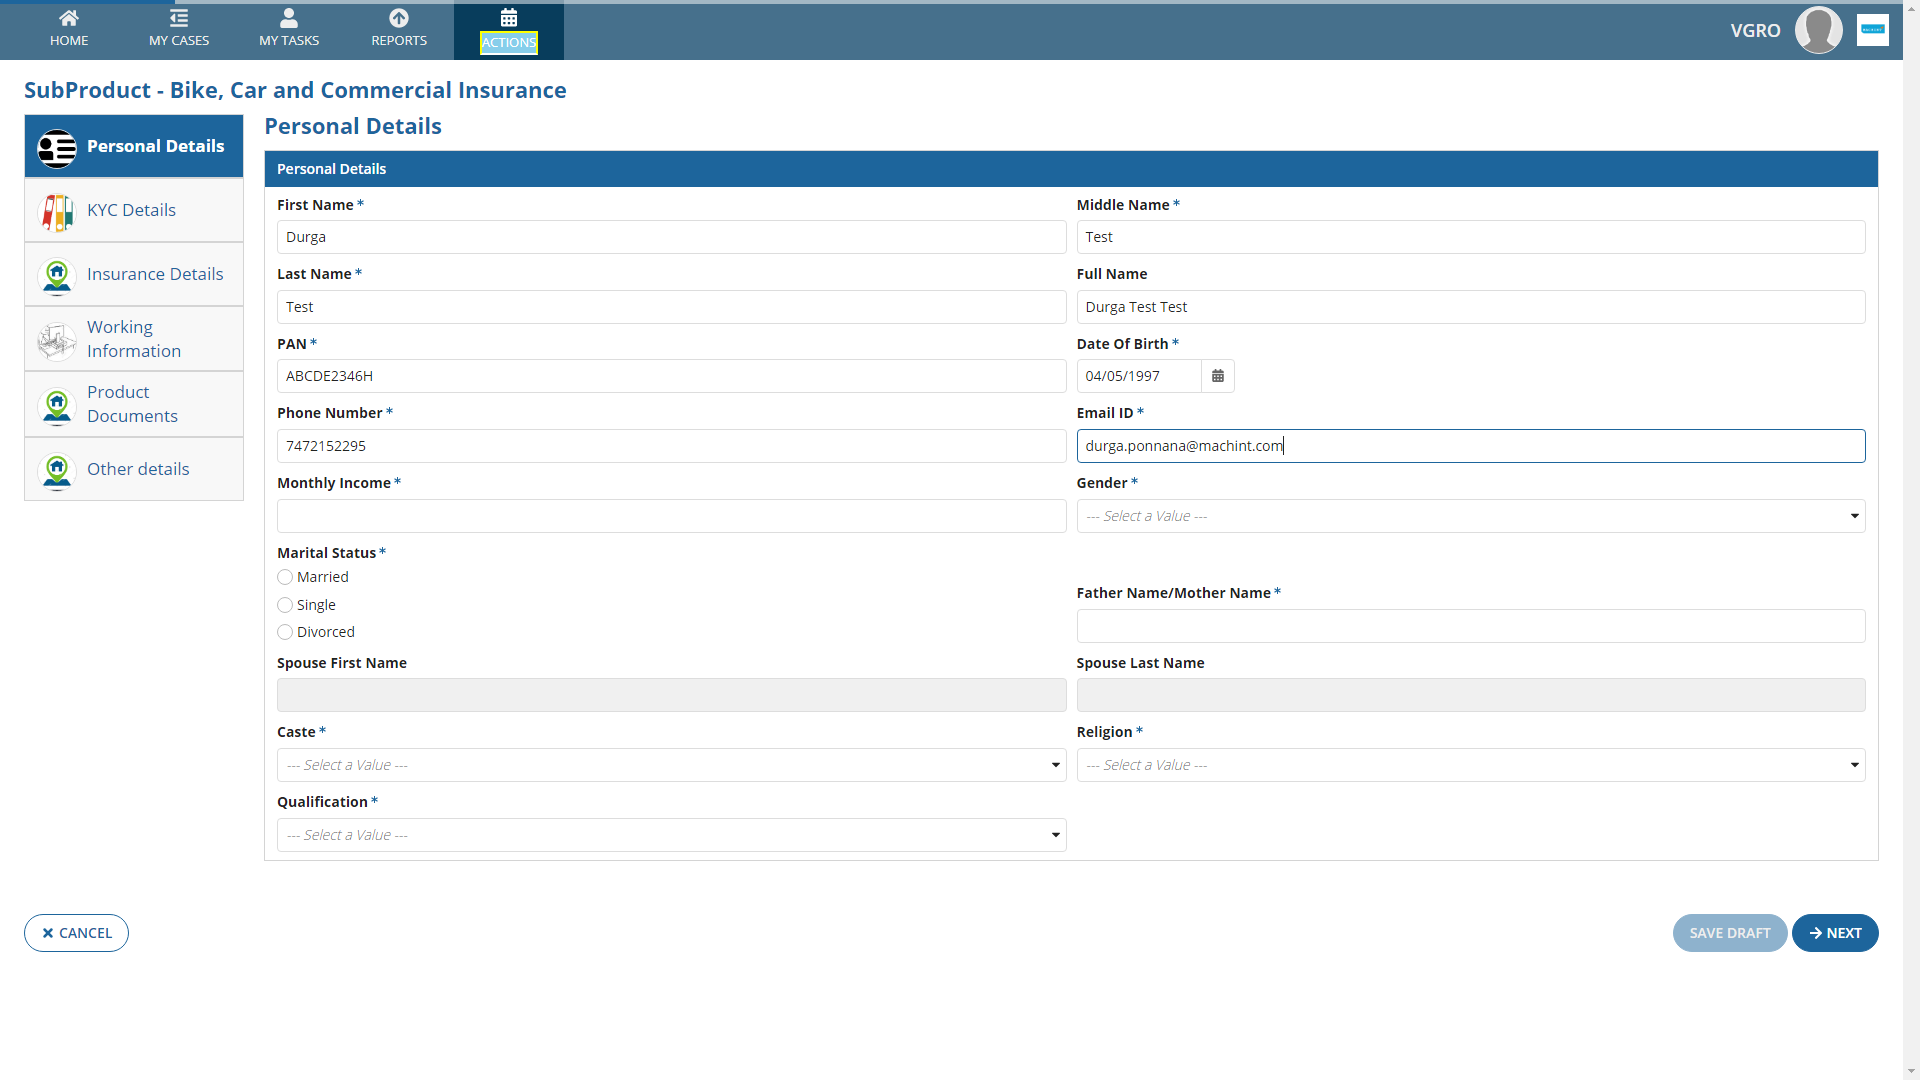 HOME
MY CASES
MY TASKS
REPORTS
ACTIONS
VGRO
SubProduct - Bike, Car and Commercial Insurance
Personal Details
KYC Details
Insurance Details
Working
Information
Product
Documents
Other details
Personal Details
Personal Details
First Name *
Durga
Middle Name *
Test
Last Name *
Test
Full Name
Durga Test Test
PAN *
ABCDE2346H
Date Of Birth *
04/05/1997
Phone Number *
7472152295
Email ID *
durga.ponnana@machint.com
Monthly Income *
Gender *
--- Select a Value ---
Marital Status *
Married
Single
Divorced
Father Name/Mother Name *
Spouse First Name
Spouse Last Name
Caste *
--- Select a Value ---
Religion *
--- Select a Value ---
Qualification *
--- Select a Value ---
CANCEL
SAVE DRAFT
NEXT